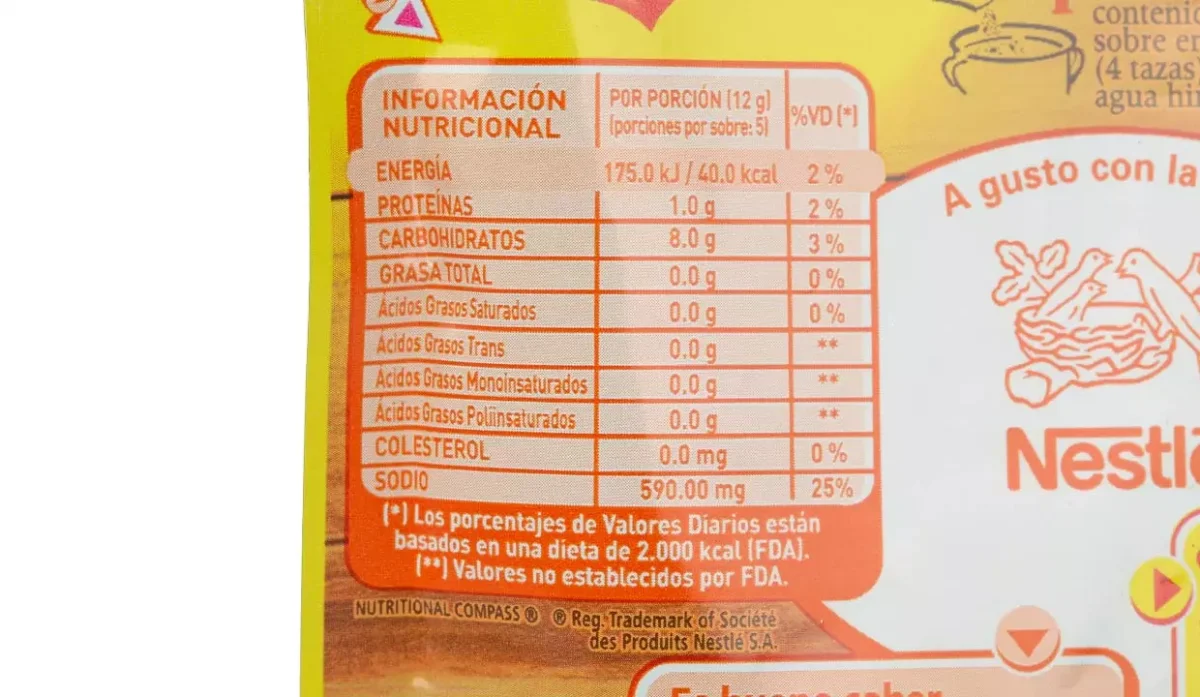 contenid
sobre en
(4 tazas)
agua hir
INFORMACIÓN
NUTRICIONAL
POR PORCIÓN (12 g)
(porciones por sobre: 5)
%VD (*)
ENERGÍA 175.0 kJ / 40.0 kcal 2 %
PROTEÍNAS 1.0 g 2 %
CARBOHIDRATOS 8.0 g 3 %
GRASA TOTAL 0.0 g 0 %
Ácidos Grasos Saturados 0.0 g 0 %
Ácidos Grasos Trans 0.0 g **
Ácidos Grasos Monoinsaturados 0.0 g **
Ácidos Grasos Poliinsaturados 0.0 g **
COLESTEROL 0.0 mg 0 %
SODIO 590.00 mg 25%
(*) Los porcentajes de Valores Diarios están
basados en una dieta de 2.000 kcal (FDA).
(**) Valores no establecidos por FDA.
NUTRITIONAL COMPASS ® ® Reg. Trademark of Société
des Produits Nestlé S.A.
A gusto con la
Nestlé
Es bueno saber